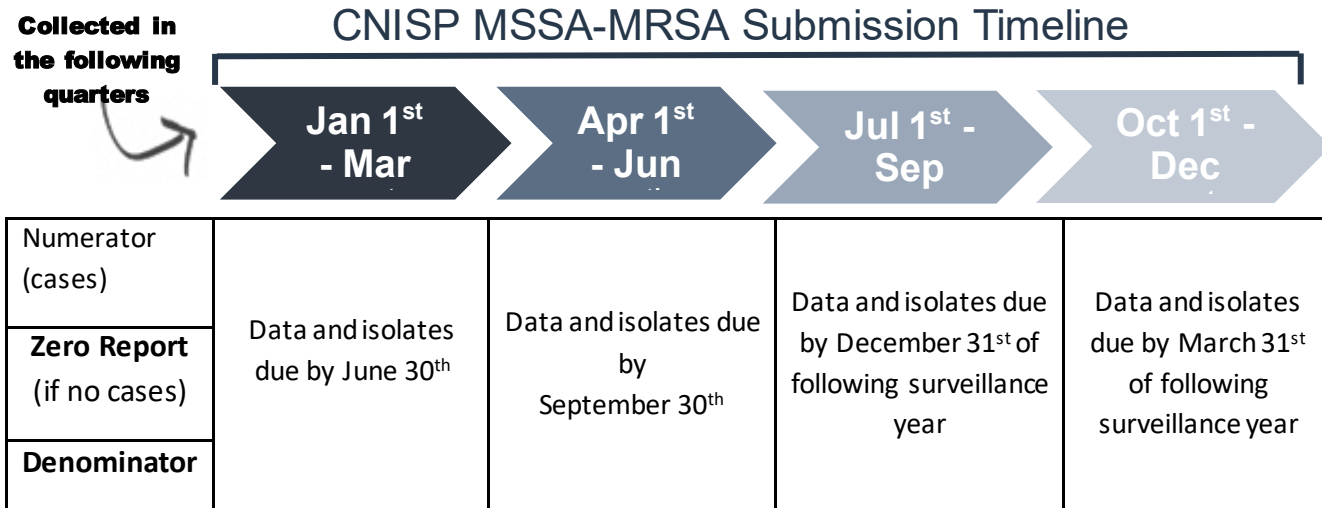 Collected in
the following
quarters
CNISP MSSA-MRSA Submission Timeline
Jan 1st
- Mar
Apr 1st
- Jun
Jul 1st -
Sep
Oct 1st -
Dec
Numerator
(cases)
Zero Report
(if no cases)
Denominator
Data and isolates
due by June 30th
Data and isolates due
by
September 30th
Data and isolates due
by December 31st of
following surveillance
year
Data and isolates
due by March 31st
of following
surveillance year